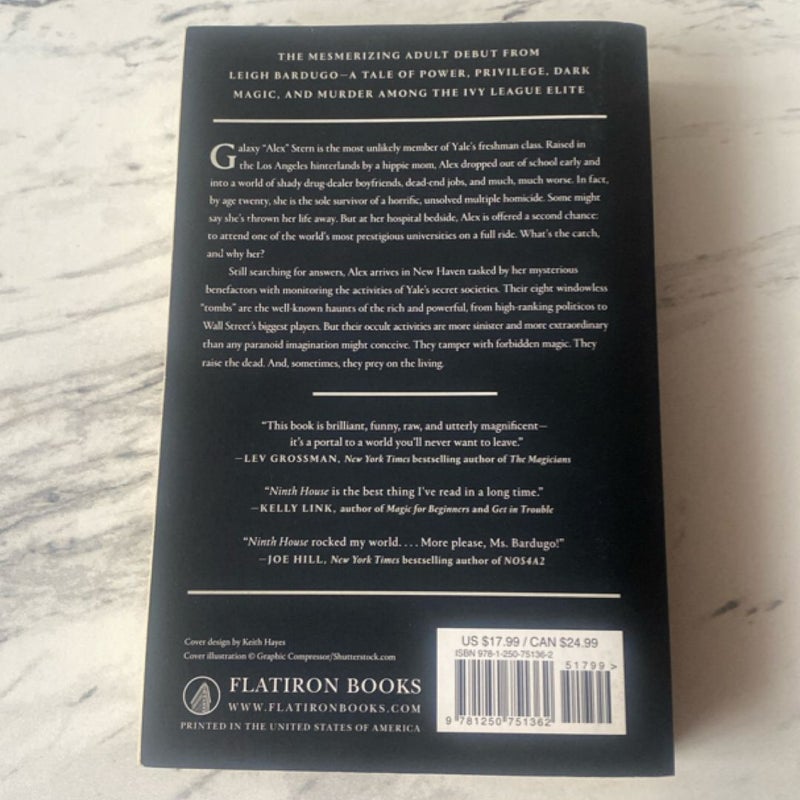 THE MESMERIZING ADULT DEBUT FROM
LEIGH BARDUGO—A TALE OF POWER, PRIVILEGE, DARK
MAGIC, AND MURDER AMONG THE IVY LEAGUE ELITE
Galaxy "Alex" Stern is the most unlikely member of Yale's freshman class. Raised in
the Los Angeles hinterlands by a hippie mom, Alex dropped out of school early and
into a world of shady drug-dealer boyfriends, dead-end jobs, and much, much worse. In fact,
by age twenty, she is the sole survivor of a horrific, unsolved multiple homicide. Some might
say she's thrown her life away. But at her hospital bedside, Alex is offered a second chance:
to attend one of the world's most prestigious universities on a full ride. What's the catch,
and why her?
Still searching for answers, Alex arrives in New Haven tasked by her mysterious
benefactors with monitoring the activities of Yale's secret societies. Their eight windowless
"tombs" are the well-known haunts of the rich and powerful, from high-ranking politicos to
Wall Street's biggest players. But their occult activities are more sinister and more extraordinary
than any paranoid imagination might conceive. They tamper with forbidden magic. They
raise the dead. And, sometimes, they prey on the living.
"This book is brilliant, funny, raw, and utterly magnificent—
it's a portal to a world you'll never want to leave."
—LEV GROSSMAN, New York Times bestselling author of The Magicians
"Ninth House is the best thing I've read in a long time."
—KELLY LINK, author of Magic for Beginners and Get in Trouble
"Ninth House rocked my world. . . . More please, Ms. Bardugo!"
—JOE HILL, New York Times bestselling author of NOS4A2
Cover design by Keith Hayes
Cover illustration © Graphic Compressor/Shutterstock.com
FLATIRON BOOKS
WWW.FLATIRONBOOKS.COM
PRINTED IN THE UNITED STATES OF AMERICA
US $17.99 / CAN $24.99
ISBN 978-1-250-75136-2
51799 >
9 781250 751362